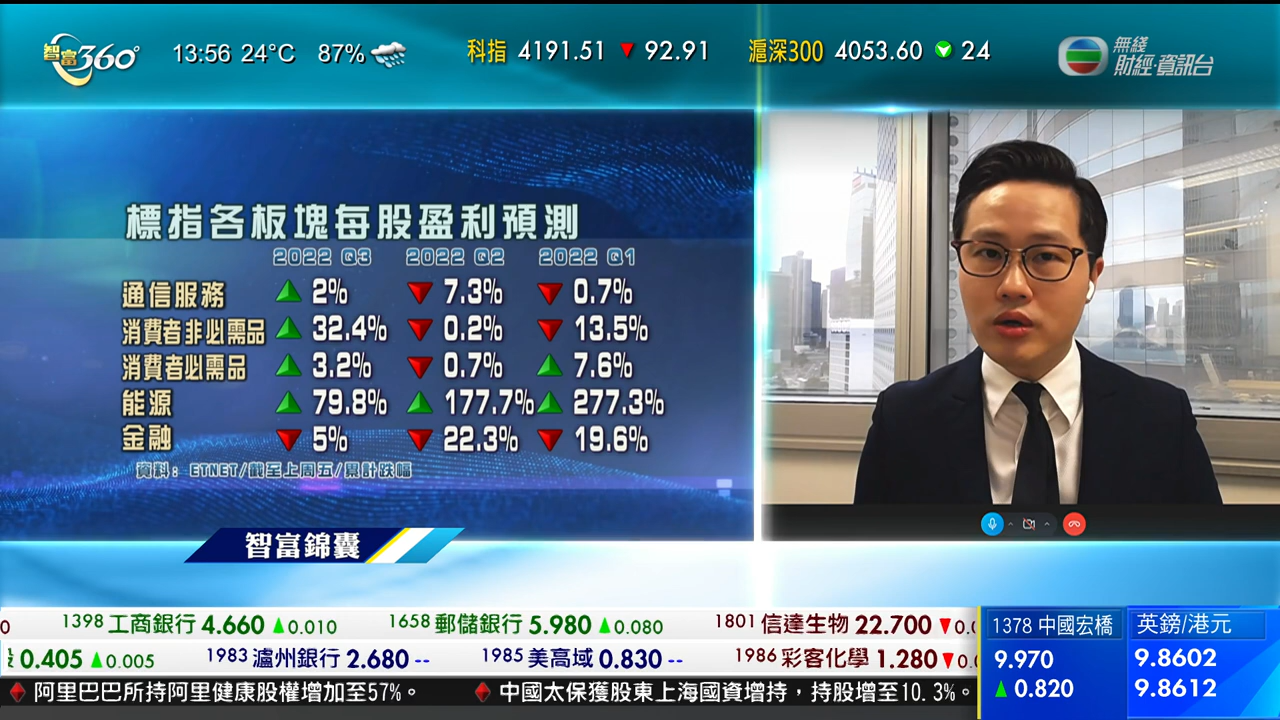 智富360° 13:56 24°C 87% 科指 4191.51 ▼ 92.91 滬深300 4053.60 24 無綫
財經·資訊台
標指各板塊每股盈利預測
2022 Q3 2022 Q2 2022 Q1
通信服務 ▲ 2% ▼ 7.3% ▼ 0.7%
消費者非必需品 ▲ 32.4% ▼ 0.2% ▼ 13.5%
消費者必需品 ▲ 3.2% ▼ 0.7% ▲ 7.6%
能源 ▲ 79.8% ▲ 177.7% ▲ 277.3%
金融 ▼ 5% ▼ 22.3% ▼ 19.6%
資料：ETNET/截至上周五/累計跌幅
智富錦囊
0 1398 工商銀行 4.660 ▲0.010 1658 郵儲銀行 5.980 ▲0.080 1801 信達生物 22.700 ▼0.
0.405 ▲0.005 1983 瀘州銀行 2.680 -- 1985 美高域 0.830 -- 1986 彩客化學 1.280 ▼0.
阿里巴巴所持阿里健康股權增加至57%。 中國太保獲股東上海國資增持，持股增至10.3%。
1378 中國宏橋
9.970
▲ 0.820
英鎊/港元
9.8602
9.8612